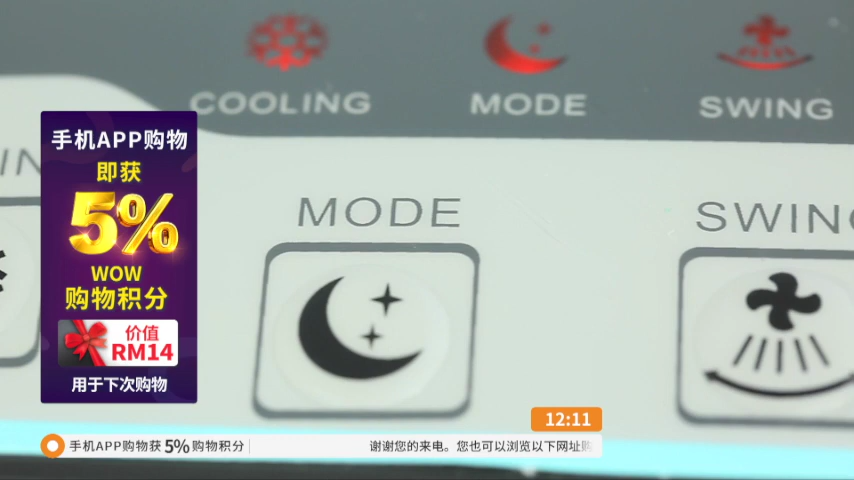 COOLING
MODE
SWING
手机APP购物
即获
5%
WOW
购物积分
价值
RM14
用于下次购物
MODE
SWING
12:11
手机APP购物获5%购物积分
谢谢您的来电。您也可以浏览以下网址购